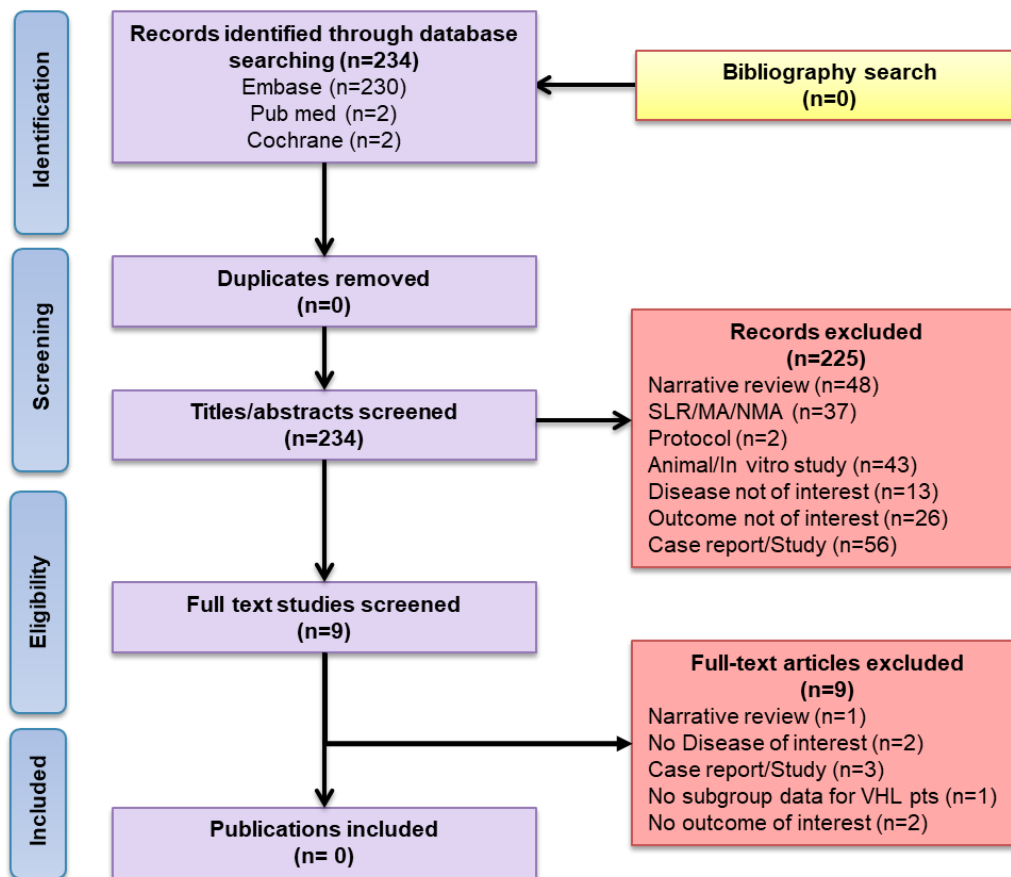 Identification
Records identified through database
searching (n=234)
Embase (n=230)
Pub med (n=2)
Cochrane (n=2)
Bibliography search
(n=0)
Screening
Duplicates removed
(n=0)
Titles/abstracts screened
(n=234)
Records excluded
(n=225)
Narrative review (n=48)
SLR/MA/NMA (n=37)
Protocol (n=2)
Animal/In vitro study (n=43)
Disease not of interest (n=13)
Outcome not of interest (n=26)
Case report/Study (n=56)
Eligibility
Full text studies screened
(n=9)
Full-text articles excluded
(n=9)
Narrative review (n=1)
No Disease of interest (n=2)
Case report/Study (n=3)
No subgroup data for VHL pts (n=1)
No outcome of interest (n=2)
Included
Publications included
(n= 0)